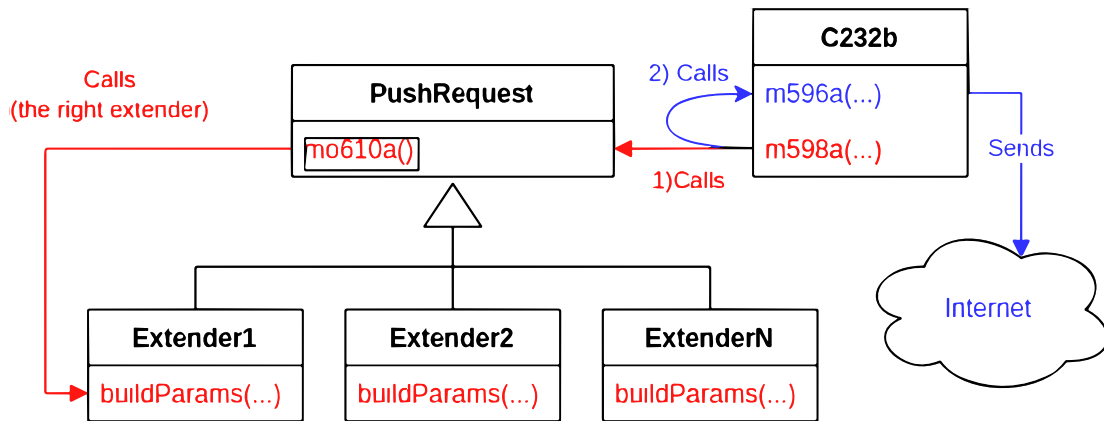 C232b
2) Calls
m596a(...)
m598a(...)
Calls
(the right extender)
PushRequest
mo610a()
1)Calls
Sends
Internet
Extender1
buildParams(...)
Extender2
buildParams(...)
ExtenderN
buildParams(...)